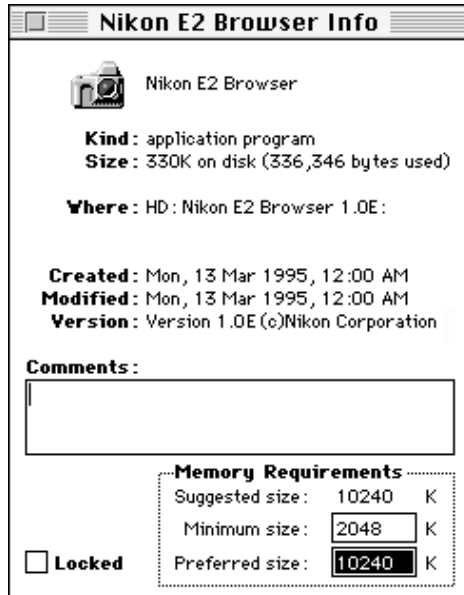 Nikon E2 Browser Info
Nikon E2 Browser
Kind: application program
Size: 330K on disk (336,346 bytes used)
Where: HD: Nikon E2 Browser 1.0E:
Created: Mon, 13 Mar 1995, 12:00 AM
Modified: Mon, 13 Mar 1995, 12:00 AM
Version: Version 1.0E (c)Nikon Corporation
Comments:
Memory Requirements
Suggested size: 10240 K
Minimum size: 2048 K
Locked
Preferred size: 10240 K